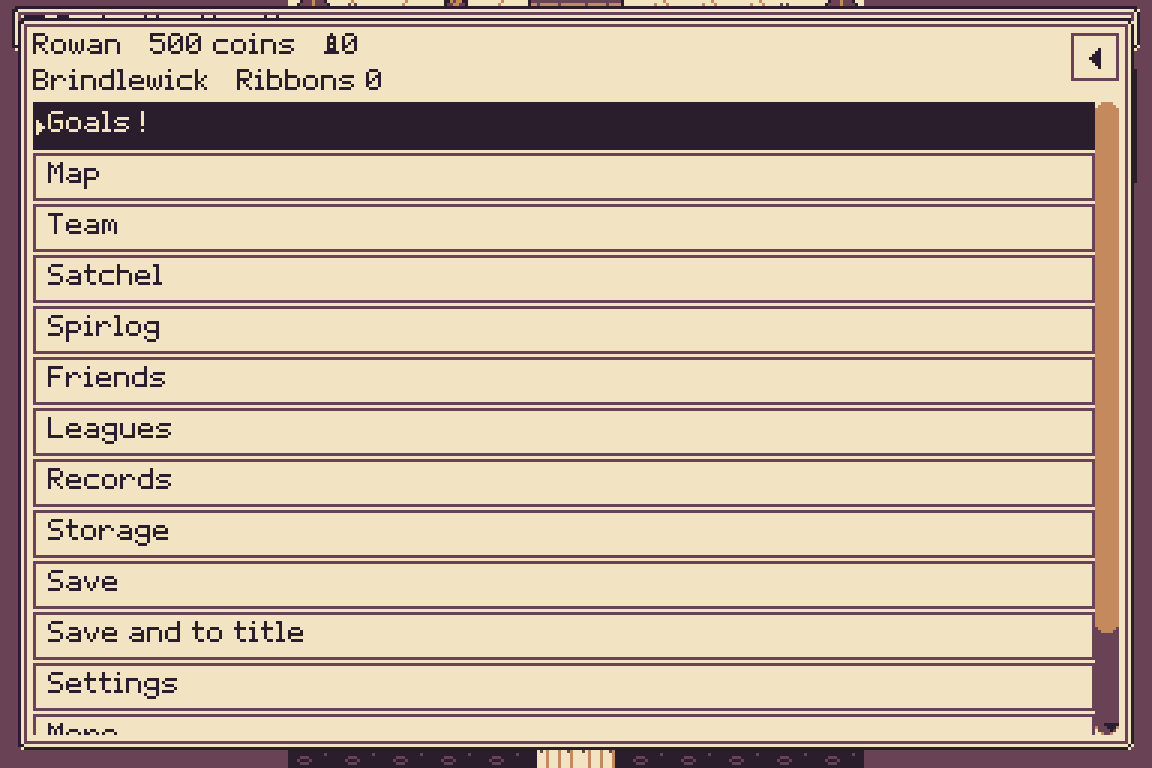 Rowan 500 coins 0
Brindlewick Ribbons 0
Goals!
Map
Team
Satchel
Spirlog
Friends
Leagues
Records
Storage
Save
Save and to title
Settings